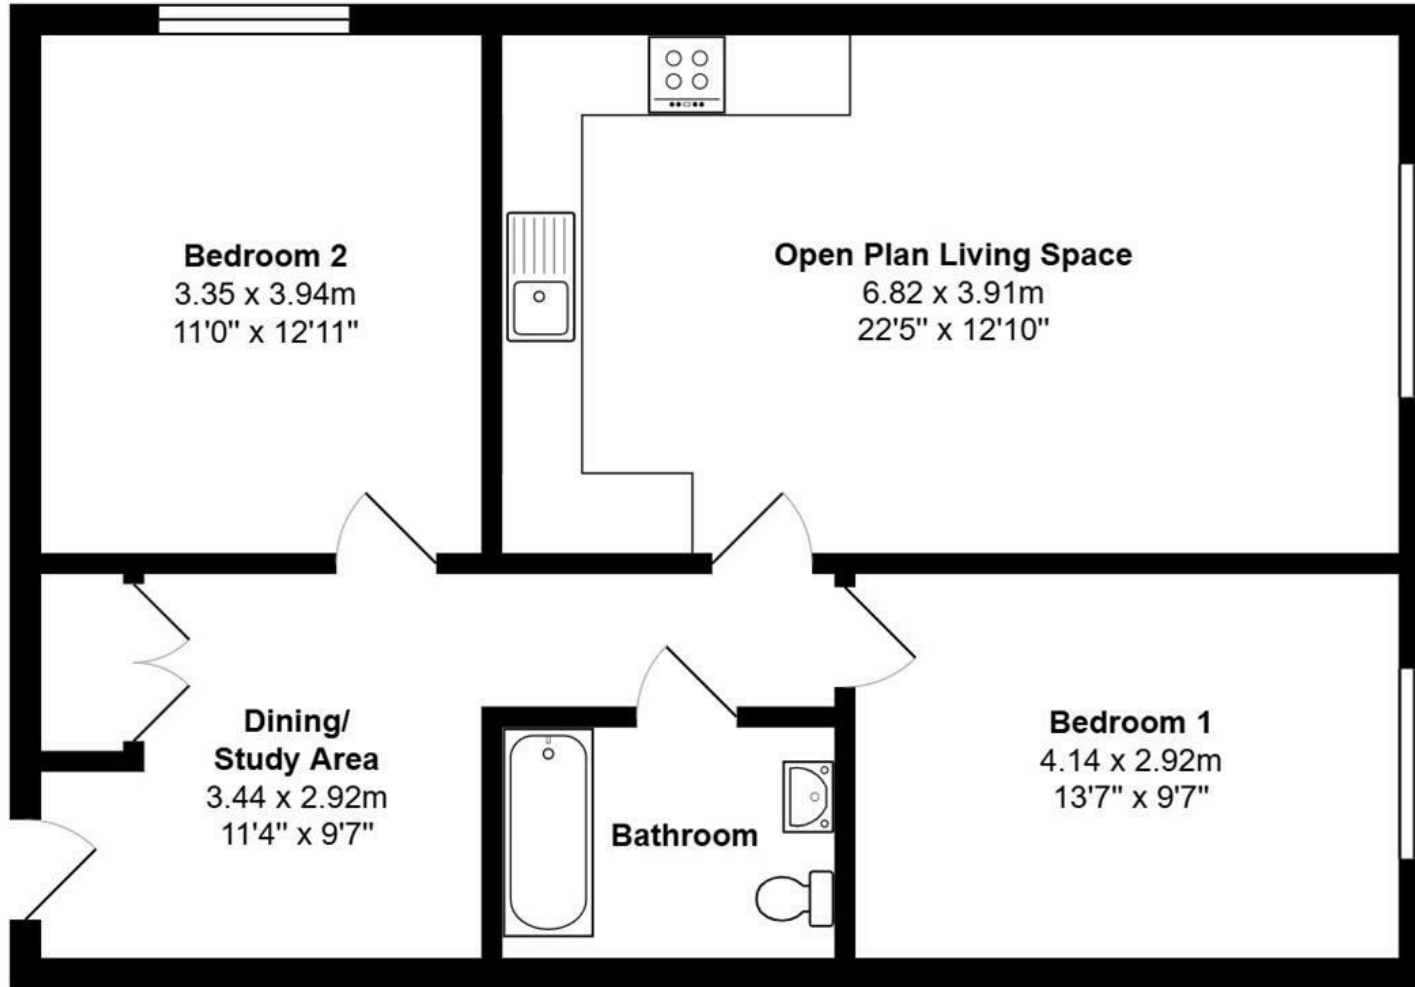 Bedroom 2
3.35 x 3.94m
11'0" x 12'11"
Open Plan Living Space
6.82 x 3.91m
22'5" x 12'10"
Dining/
Study Area
3.44 x 2.92m
11'4" x 9'7"
Bathroom
Bedroom 1
4.14 x 2.92m
13'7" x 9'7"